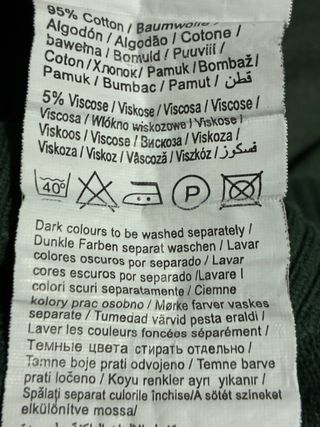 95% Cotton / Baumwolle /
Algodón / Algodão / Cotone /
bawełna / Bomuld / Puuvill /
Coton / Хлопок / Pamuk / Bombaž /
Pamuk / Bumbac / Pamut / قطن /
5% Viscose / Viskose / Viscosa / Viscose /
Viscosa / Włókno wiskozowe / Viskose /
Viskoos / Viscose / Вискоза / Viskoza /
Viskoza / Viskoz / Vâscoză / Viszkóz / فسكوز /
40°
P
Dark colours to be washed separately /
Dunkle Farben separat waschen / Lavar
colores oscuros por separado / Lavar
cores escuros por separado /Lavare I
colori scuri separatamente / Ciemne
kolory prac osobno / Mørke farver vaskes
separate / Tumedad värvid pesta eraldi /
Laver les couleurs foncées séparément /
Темные цвета стирать отдельно /
Tamne boje prati odvojeno / Temne barve
prati ločeno / Koyu renkler ayrı yıkanır /
Spălați separat culorile închise/A sötét színeket
elkülönítve mossa/